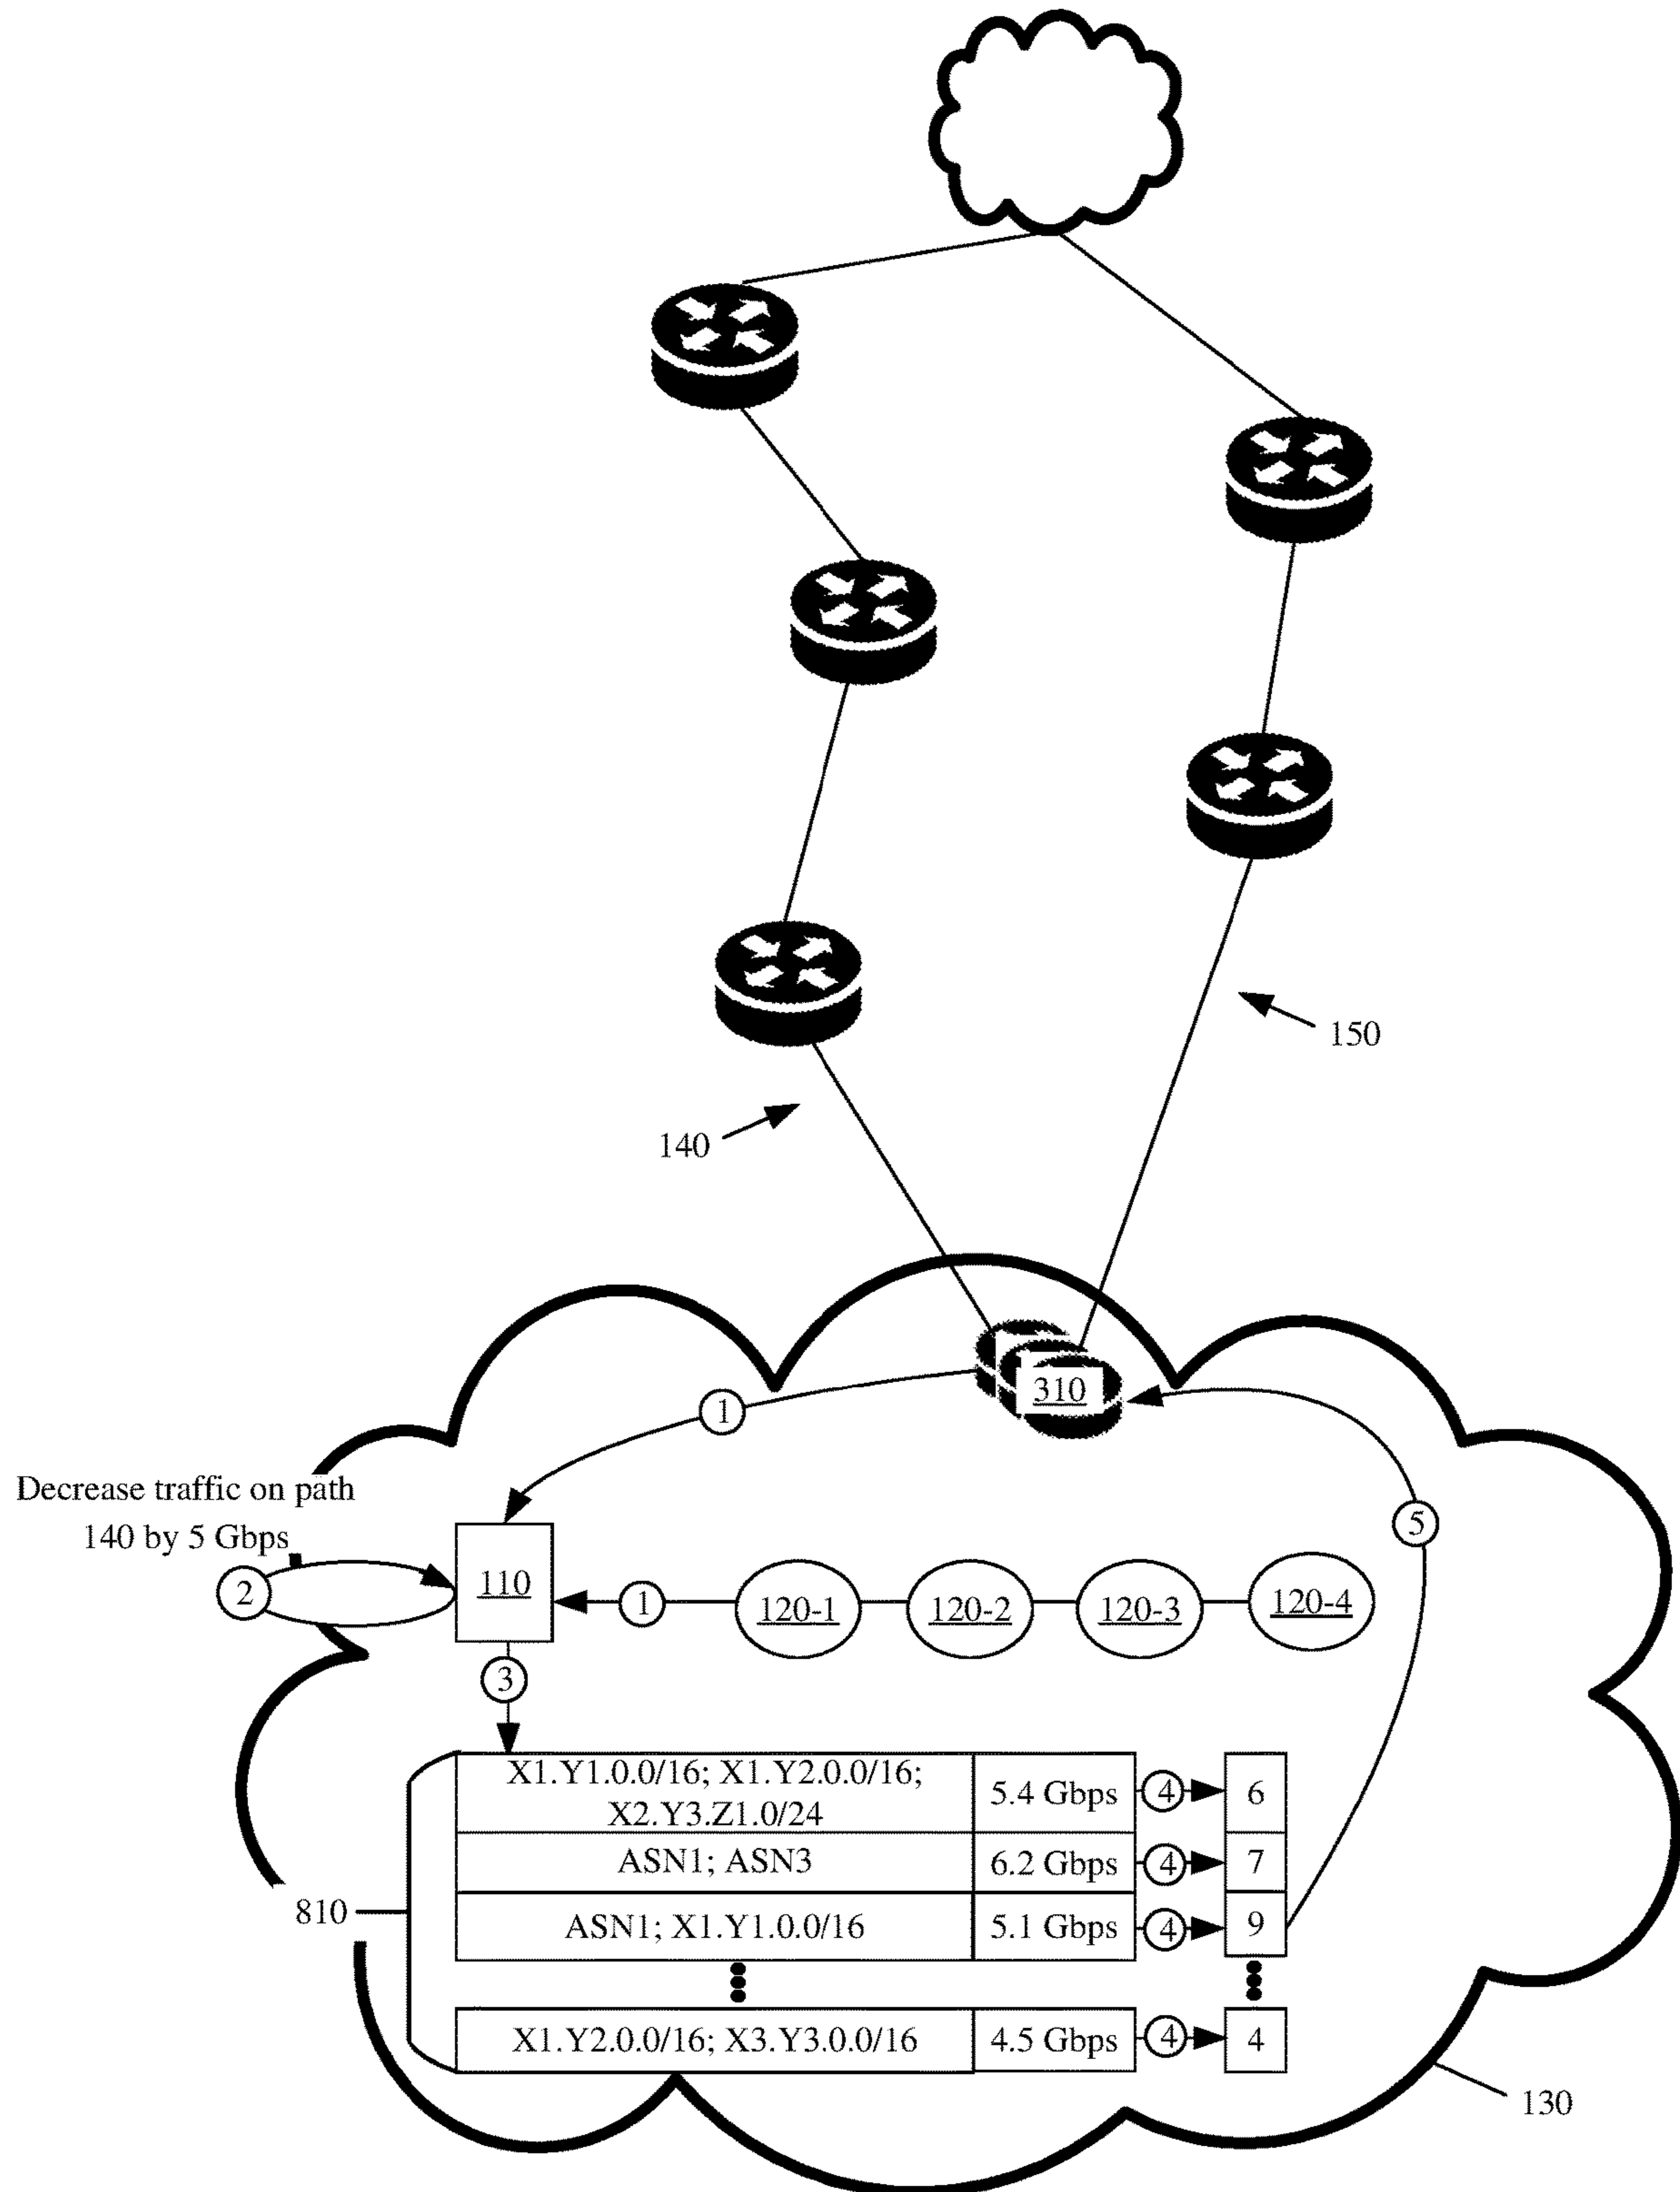 150
140
310
1
Decrease traffic on path
140 by 5 Gbps
5
2
110
1
120-1
120-2
120-3
120-4
3
X1.Y1.0.0/16; X1.Y2.0.0/16;
X2.Y3.Z1.0/24
5.4 Gbps
4
6
ASN1; ASN3
6.2 Gbps
4
7
810
ASN1; X1.Y1.0.0/16
5.1 Gbps
4
9
X1.Y2.0.0/16; X3.Y3.0.0/16
4.5 Gbps
4
4
130